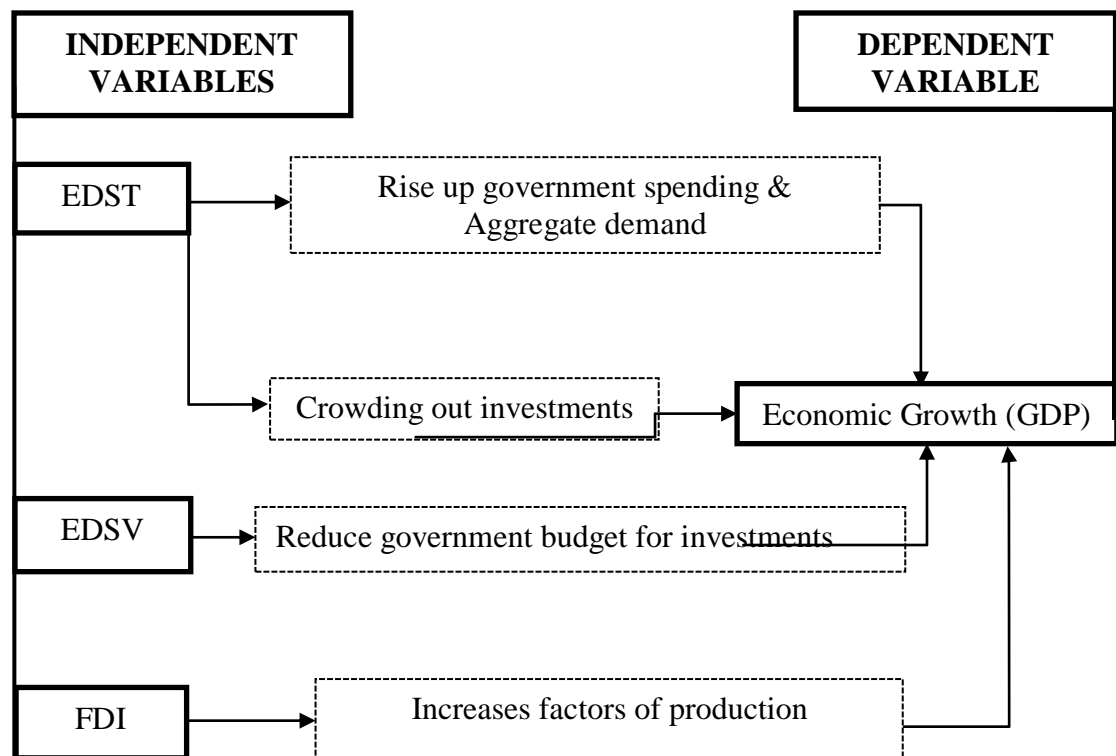 INDEPENDENT
VARIABLES
DEPENDENT
VARIABLE
EDST
Rise up government spending &
Aggregate demand
Crowding out investments
Economic Growth (GDP)
EDSV
Reduce government budget for investments
FDI
Increases factors of production